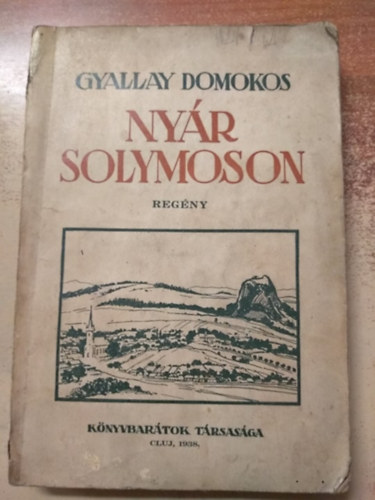 GYALLAY DOMOKOS
NYÁR
SOLYMOSON
REGÉNY
KÖNYVBARÁTOK TÁRSASÁGA
CLUJ, 1938.